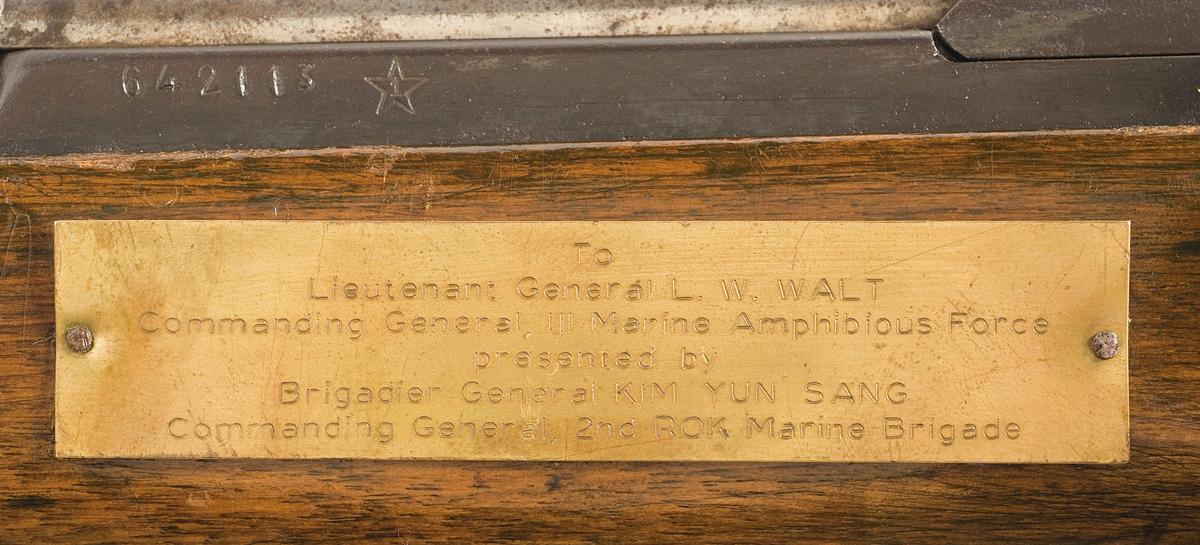 642113 1
To
Lieutenant General L. W. WALT
Commanding General, III Marine Amphibious Force
presented by
Brigadier General KIM YUN SANG
Commanding General, 2nd ROK Marine Brigade